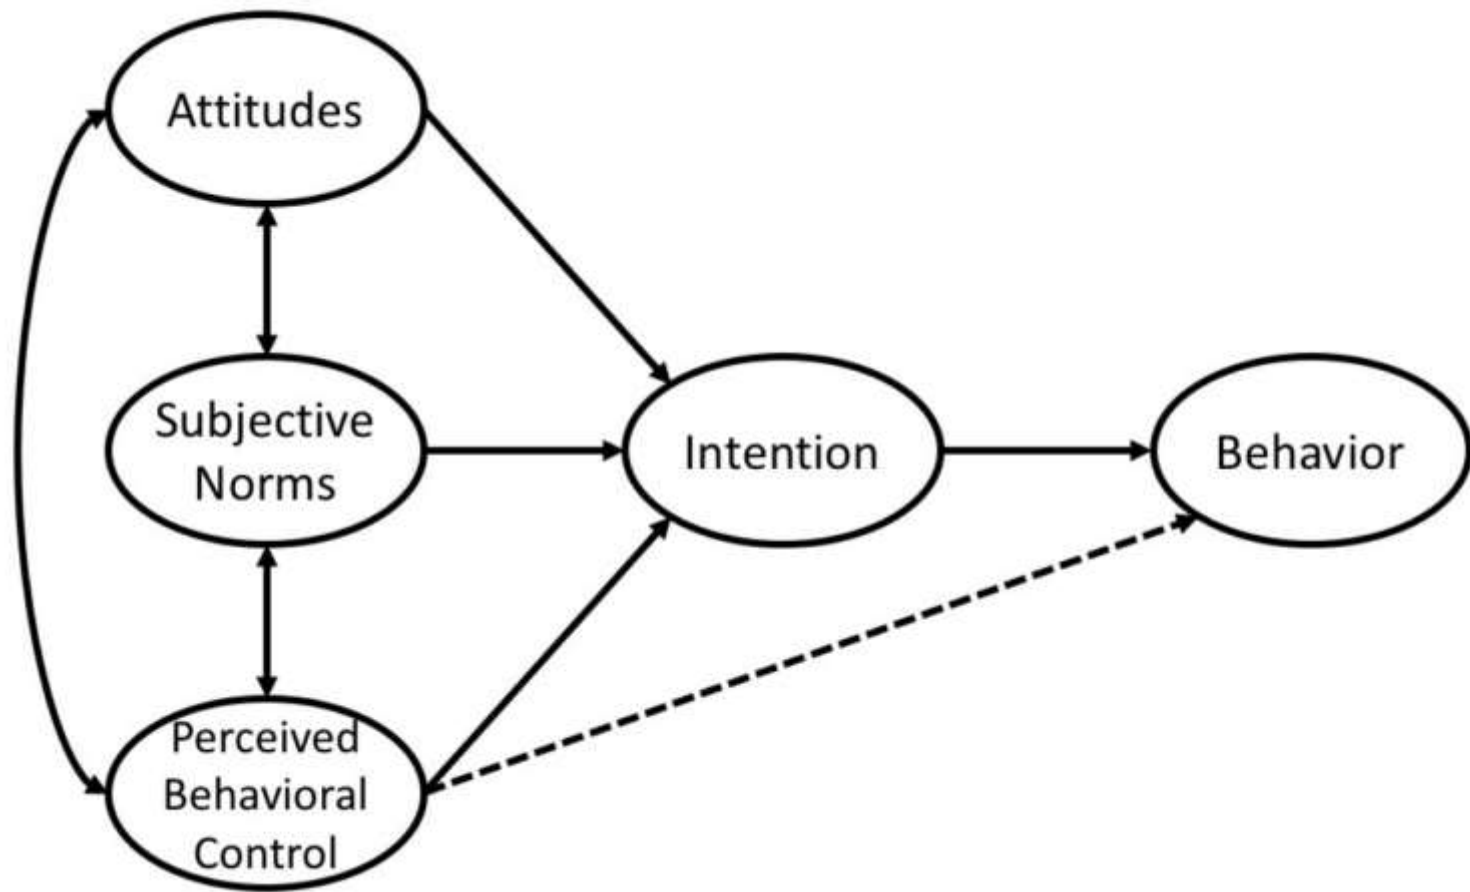 Attitudes
Subjective
Norms
Intention
Behavior
Perceived
Behavioral
Control